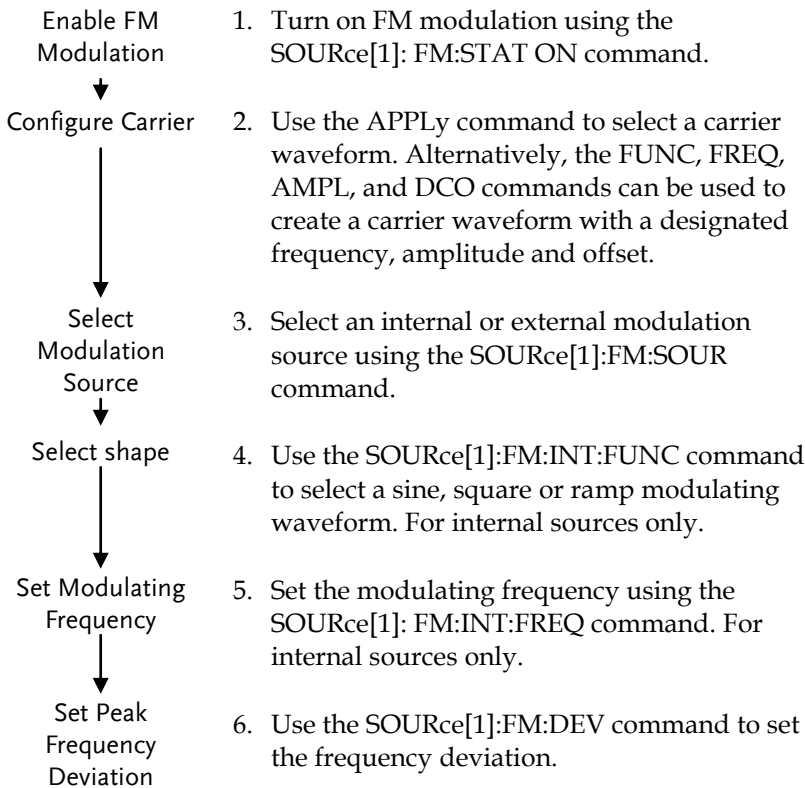 Enable FM
Modulation
1. Turn on FM modulation using the
SOURce[1]: FM:STAT ON command.
Configure Carrier
2. Use the APPLy command to select a carrier
waveform. Alternatively, the FUNC, FREQ,
AMPL, and DCO commands can be used to
create a carrier waveform with a designated
frequency, amplitude and offset.
Select
Modulation
Source
3. Select an internal or external modulation
source using the SOURce[1]:FM:SOUR
command.
Select shape
4. Use the SOURce[1]:FM:INT:FUNC command
to select a sine, square or ramp modulating
waveform. For internal sources only.
Set Modulating
Frequency
5. Set the modulating frequency using the
SOURce[1]: FM:INT:FREQ command. For
internal sources only.
Set Peak
Frequency
Deviation
6. Use the SOURce[1]:FM:DEV command to set
the frequency deviation.